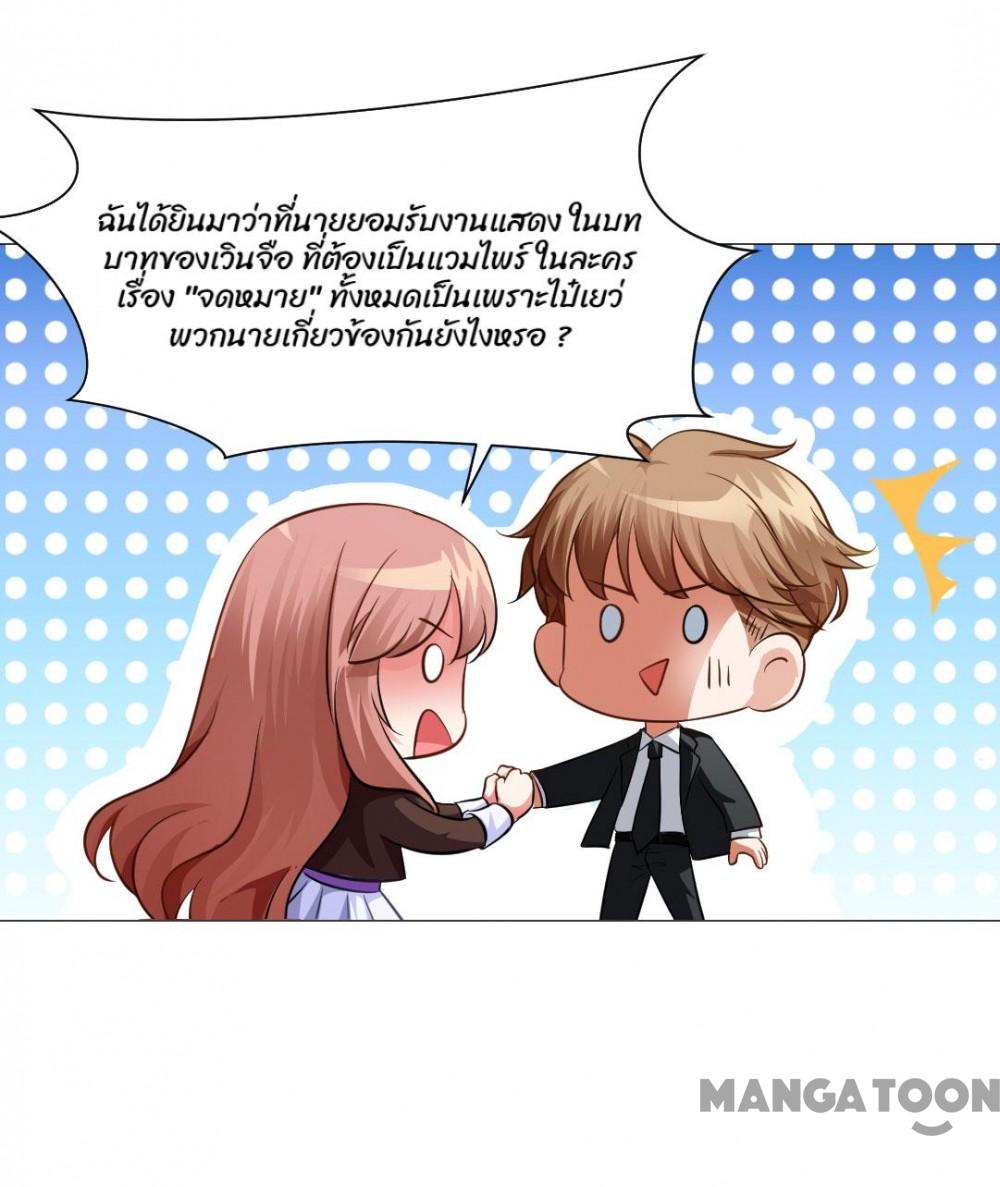 ฉันได้ยินมาว่าที่นายยอมรับงานแสดง ในบท
บาทของเวินจือ ที่ต้องเป็นแวมไพร์ ในละคร
เรื่อง "จดหมาย" ทั้งหมดเป็นเพราะไป๋เยว่
พวกนายเกี่ยวข้องกันยังไงหรอ ?
MANGATOON